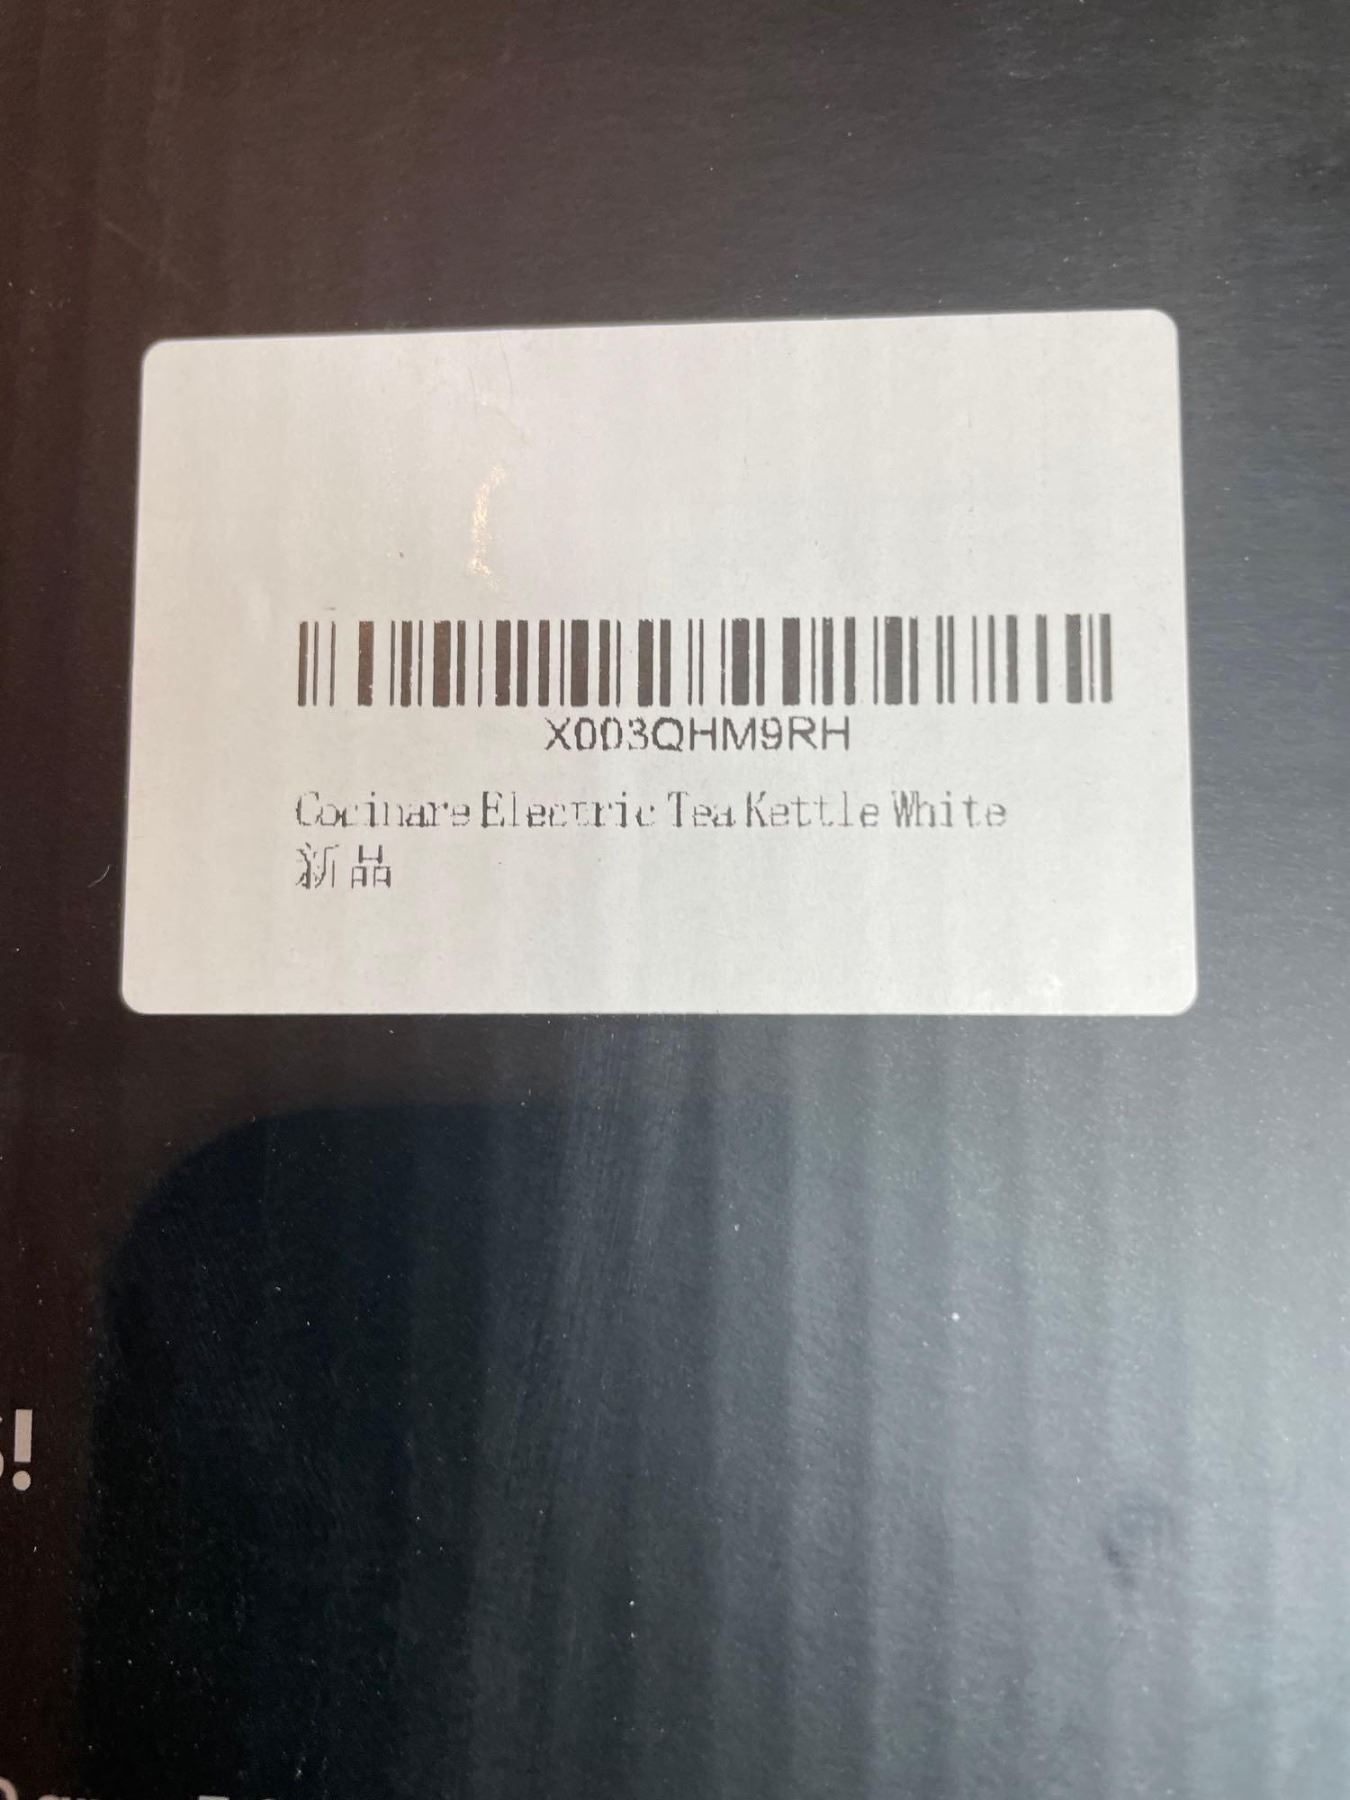 X003QHM9RH
Cocinare Electric Tea Kettle White
新品